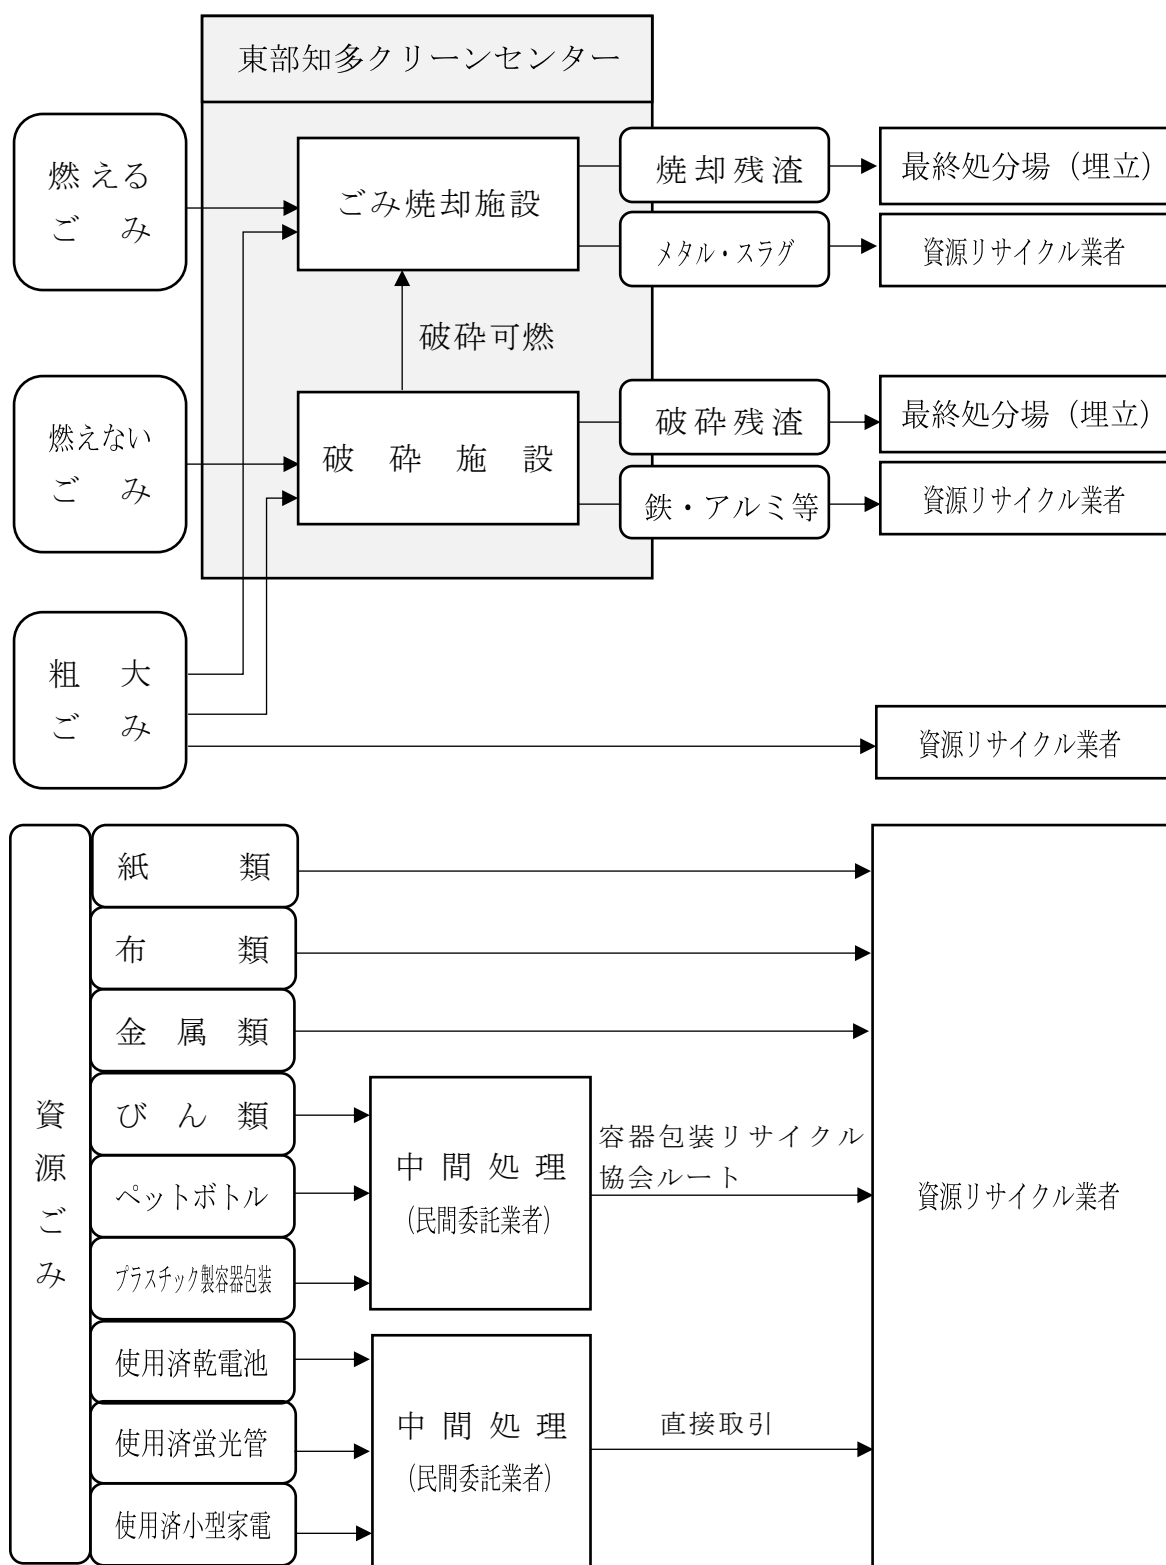 東部知多クリーンセンター
燃える
ごみ
ごみ焼却施設
焼却残渣
最終処分場（埋立）
メタル・スラグ
資源リサイクル業者
破砕可燃
燃えない
ごみ
破砕施設
破砕残渣
最終処分場（埋立）
鉄・アルミ等
資源リサイクル業者
粗大
ごみ
資源リサイクル業者
資源ごみ
紙類
布類
金属類
びん類
ペットボトル
プラスチック製容器包装
中間処理
（民間委託業者）
容器包装リサイクル
協会ルート
資源リサイクル業者
使用済乾電池
使用済蛍光管
使用済小型家電
中間処理
（民間委託業者）
直接取引